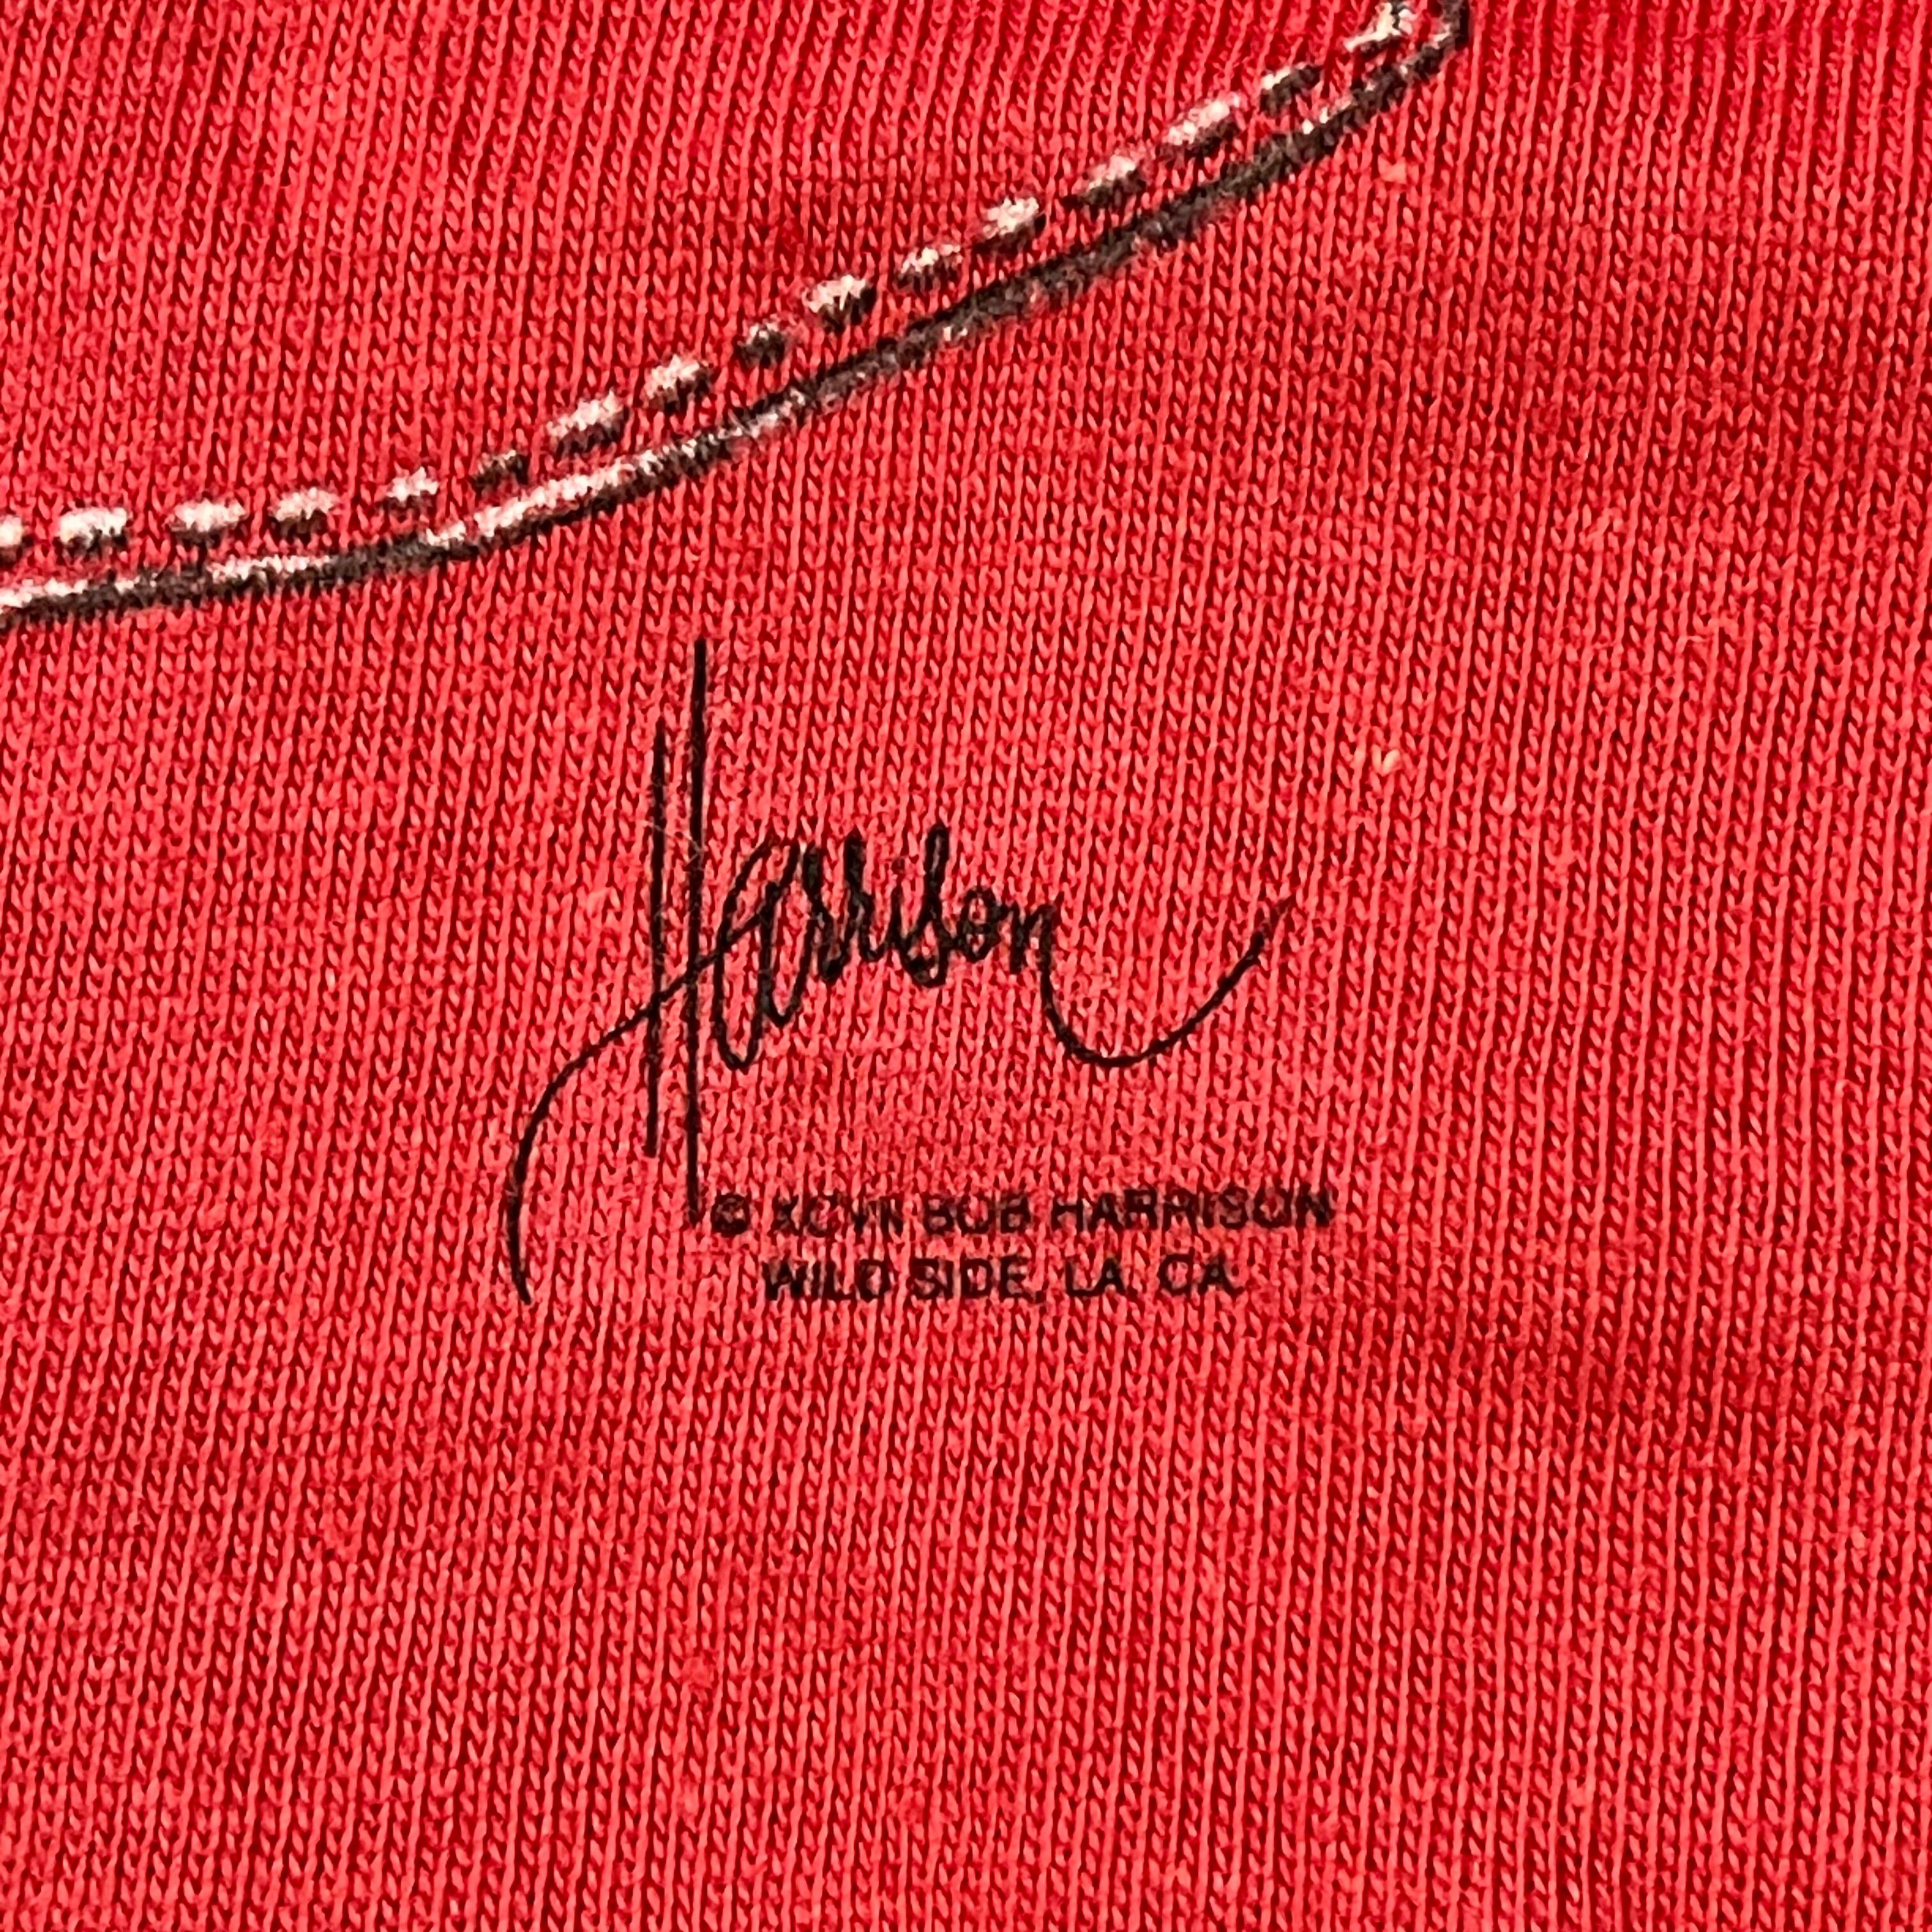 Harrison
© XCVII BOB HARRISON
WILD SIDE, LA, CA